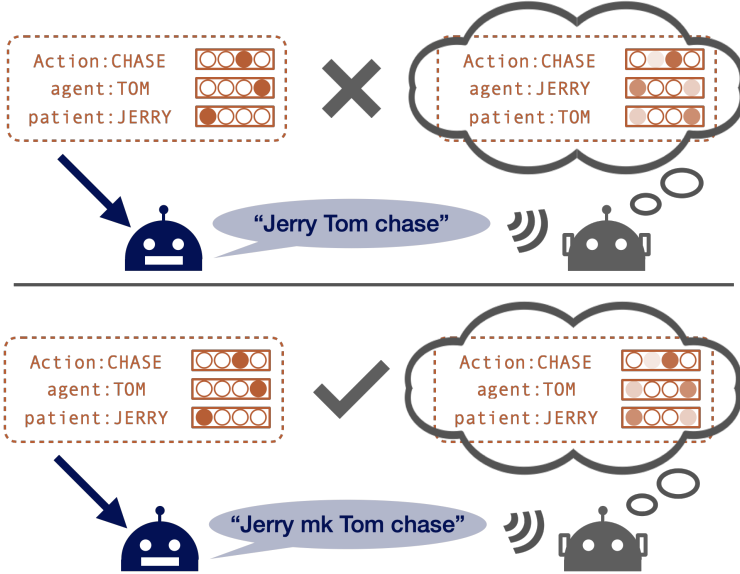 Action:CHASE
agent:TOM
patient:JERRY
Action:CHASE
agent:JERRY
patient:TOM
“Jerry Tom chase”
Action:CHASE
agent:TOM
patient:JERRY
Action:CHASE
agent:TOM
patient:JERRY
“Jerry mk Tom chase”